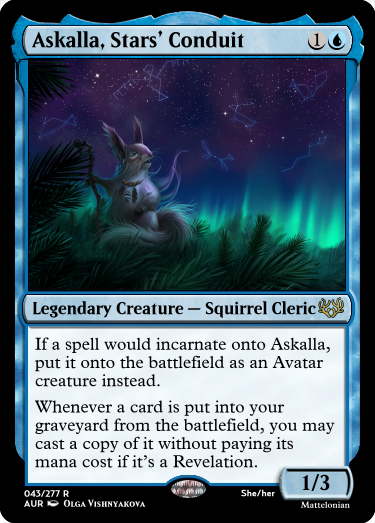 Askalla, Stars’ Conduit 1
Legendary Creature — Squirrel Cleric
If a spell would incarnate onto Askalla,
put it onto the battlefield as an Avatar
creature instead.
Whenever a card is put into your
graveyard from the battlefield, you may
cast a copy of it without paying its
mana cost if it’s a Revelation.
1/3
043/277 R She/her
AUR Olga Vishnyakova Mattelonian